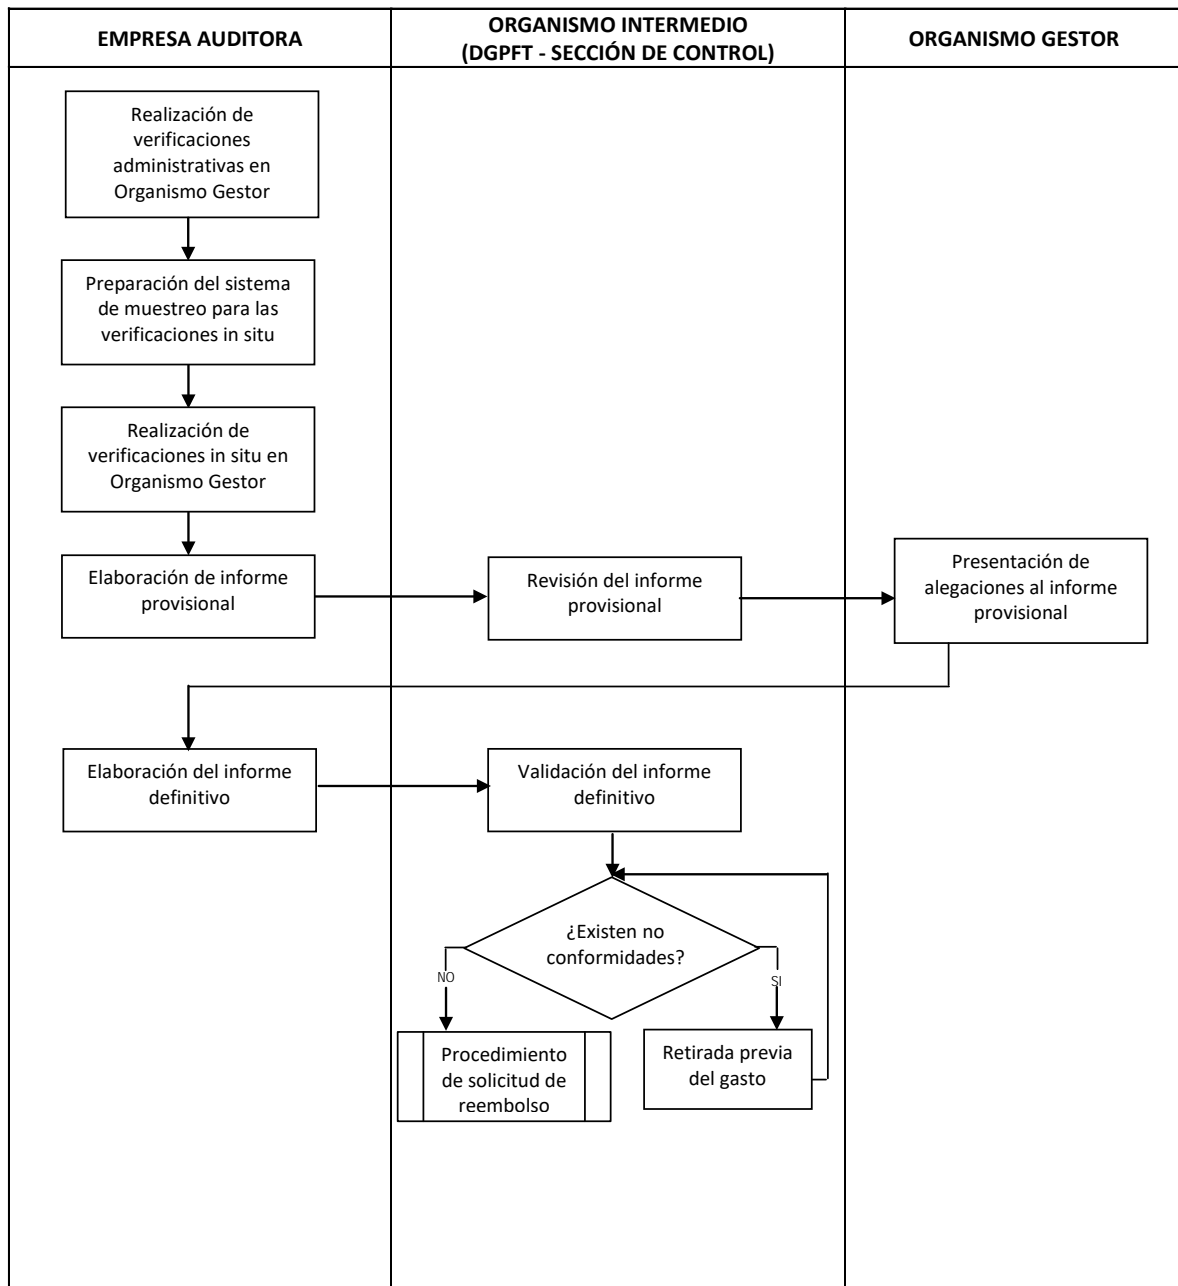 EMPRESA AUDITORA
ORGANISMO INTERMEDIO
(DGPFT - SECCIÓN DE CONTROL)
ORGANISMO GESTOR
Realización de
verificaciones
administrativas en
Organismo Gestor
Preparación del sistema
de muestreo para las
verificaciones in situ
Realización de
verificaciones in situ en
Organismo Gestor
Elaboración de informe
provisional
Revisión del informe
provisional
Presentación de
alegaciones al informe
provisional
Elaboración del informe
definitivo
Validación del informe
definitivo
¿Existen no
conformidades?
NO
SI
Procedimiento
de solicitud de
reembolso
Retirada previa
del gasto